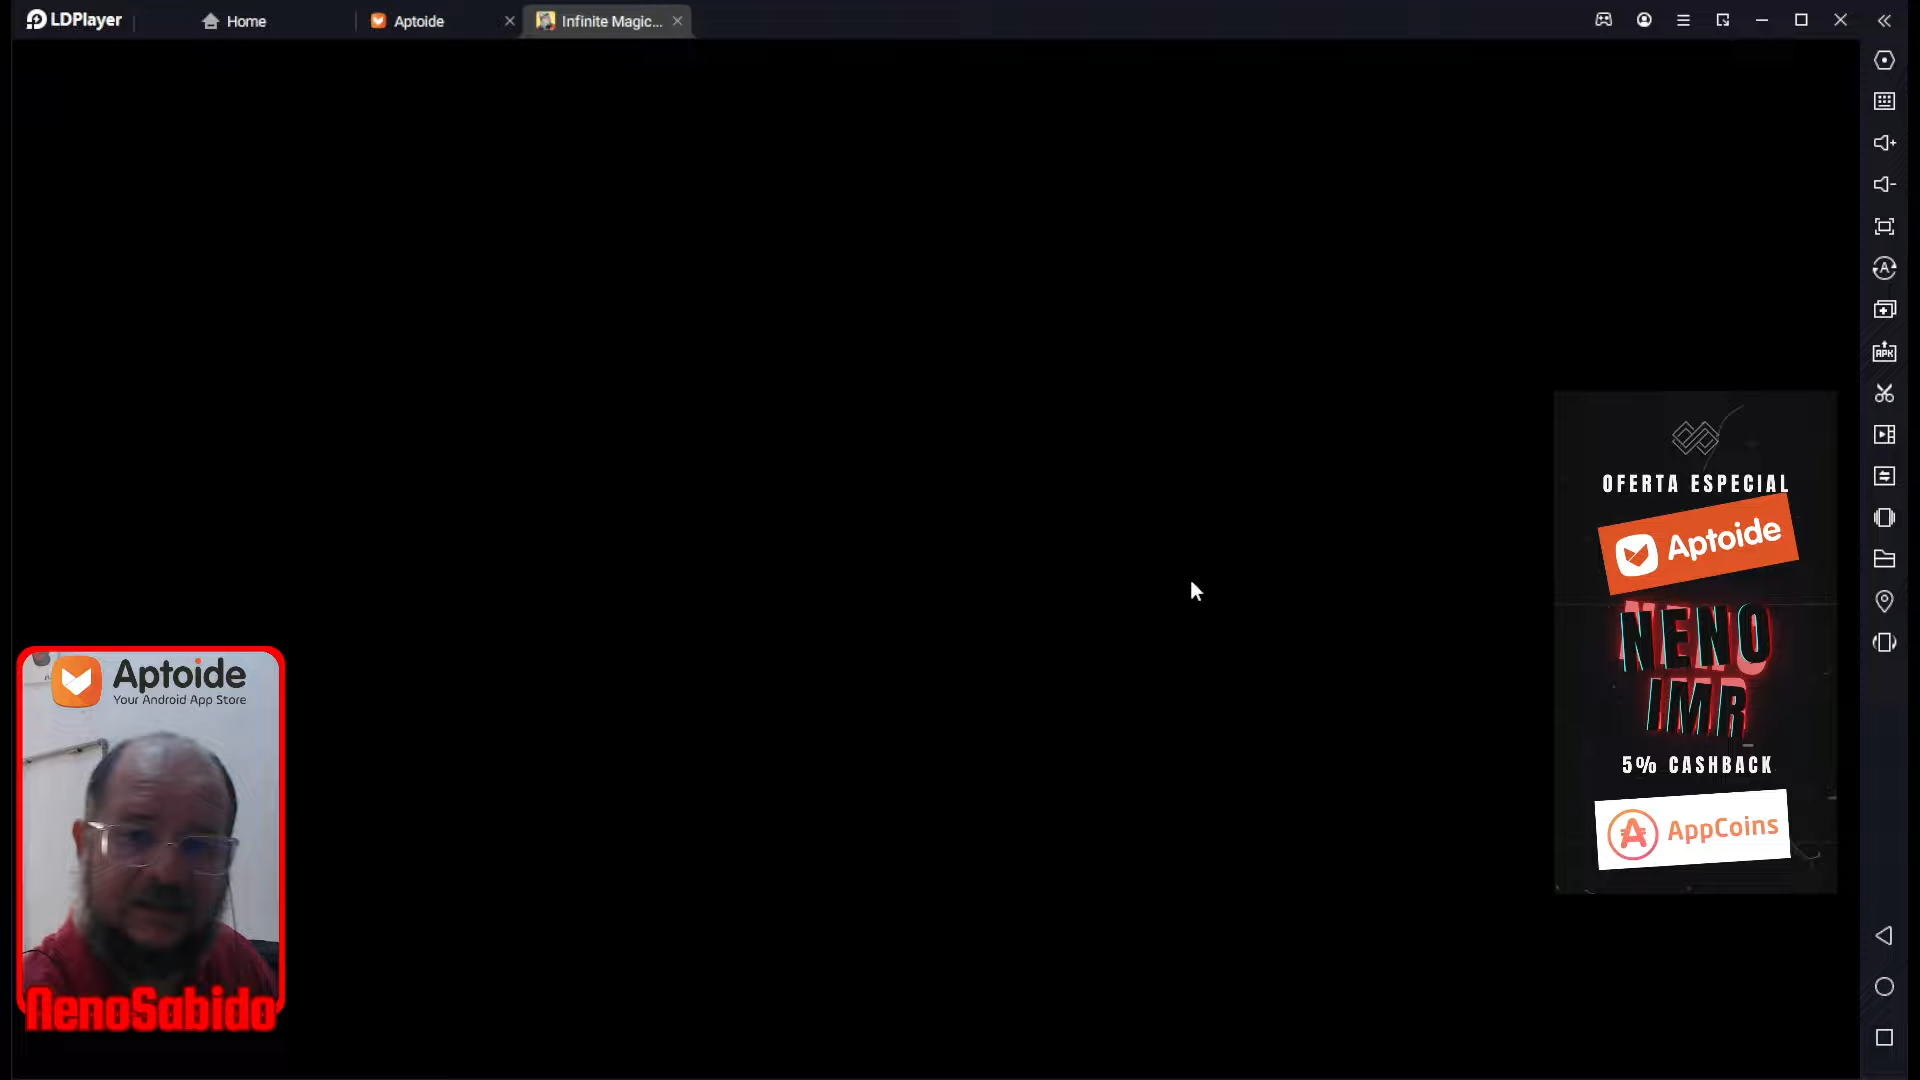 LDPlayer
Home
Aptoide
Infinite Magic...
APK
OFERTA ESPECIAL
Aptoide
NENO
IMR
5% CASHBACK
AppCoins
Aptoide
Your Android App Store
NenoSabido